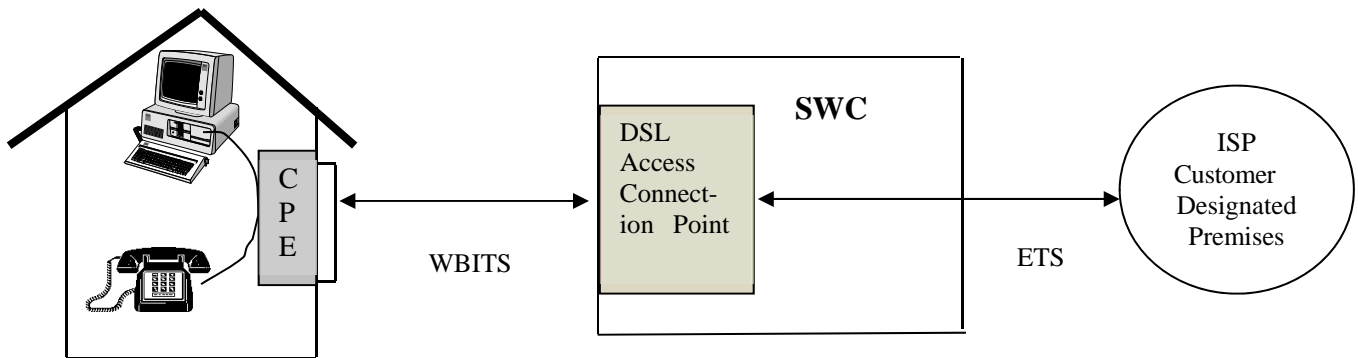 C
P
E
WBITS
DSL
Access
Connect-
ion Point
SWC
ETS
ISP
Customer
Designated
Premises